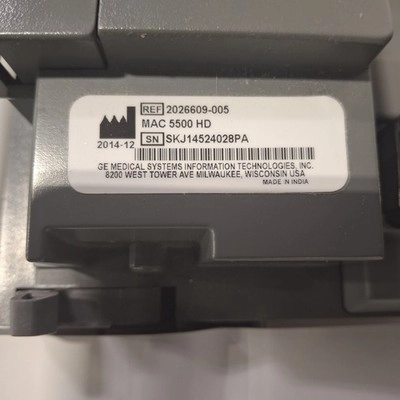 REF 2026609-005
MAC 5500 HD
SN SKJ14524028PA
2014-12
GE MEDICAL SYSTEMS INFORMATION TECHNOLOGIES, INC.
8200 WEST TOWER AVE MILWAUKEE, WISCONSIN USA
MADE IN INDIA